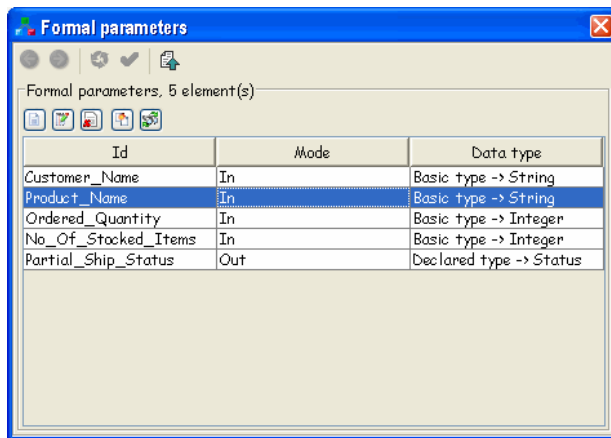 Formal parameters
Formal parameters, 5 element(s)
Id Mode Data type
Customer_Name In Basic type -> String
Product_Name In Basic type -> String
Ordered_Quantity In Basic type -> Integer
No_Of_Stocked_Items In Basic type -> Integer
Partial_Ship_Status Out Declared type -> Status